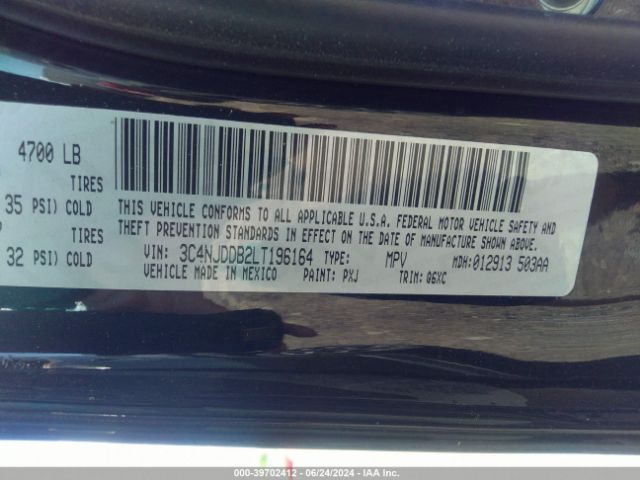 4700 LB
TIRES
35 PSI) COLD
TIRES
32 PSI) COLD
THIS VEHICLE CONFORMS TO ALL APPLICABLE U.S.A. FEDERAL MOTOR VEHICLE SAFETY AND
THEFT PREVENTION STANDARDS IN EFFECT ON THE DATE OF MANUFACTURE SHOWN ABOVE.
VIN: 3C4NJDDB2LT196164 TYPE: MPV MDH:012913 503AA
VEHICLE MADE IN MEXICO PAINT: PXJ TRIM: Q6XC
000-39702412 - 06/24/2024 - IAA Inc.